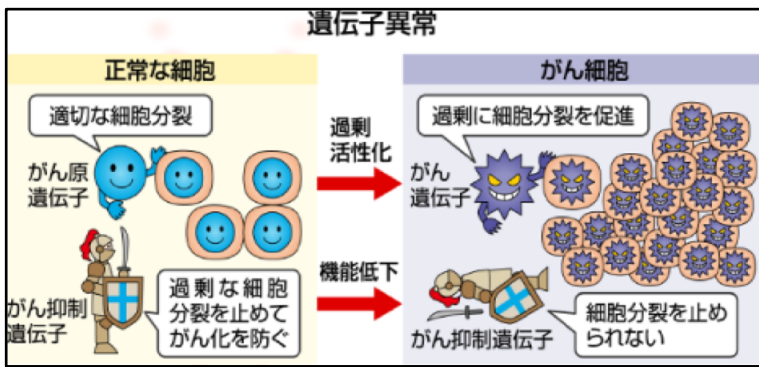 遺伝子異常
正常な細胞
適切な細胞分裂
がん原
遺伝子
がん抑制
遺伝子
過剰な細胞
分裂を止めて
がん化を防ぐ
過剰
活性化
機能低下
がん細胞
過剰に細胞分裂を促進
がん
遺伝子
がん抑制遺伝子
細胞分裂を止め
られない